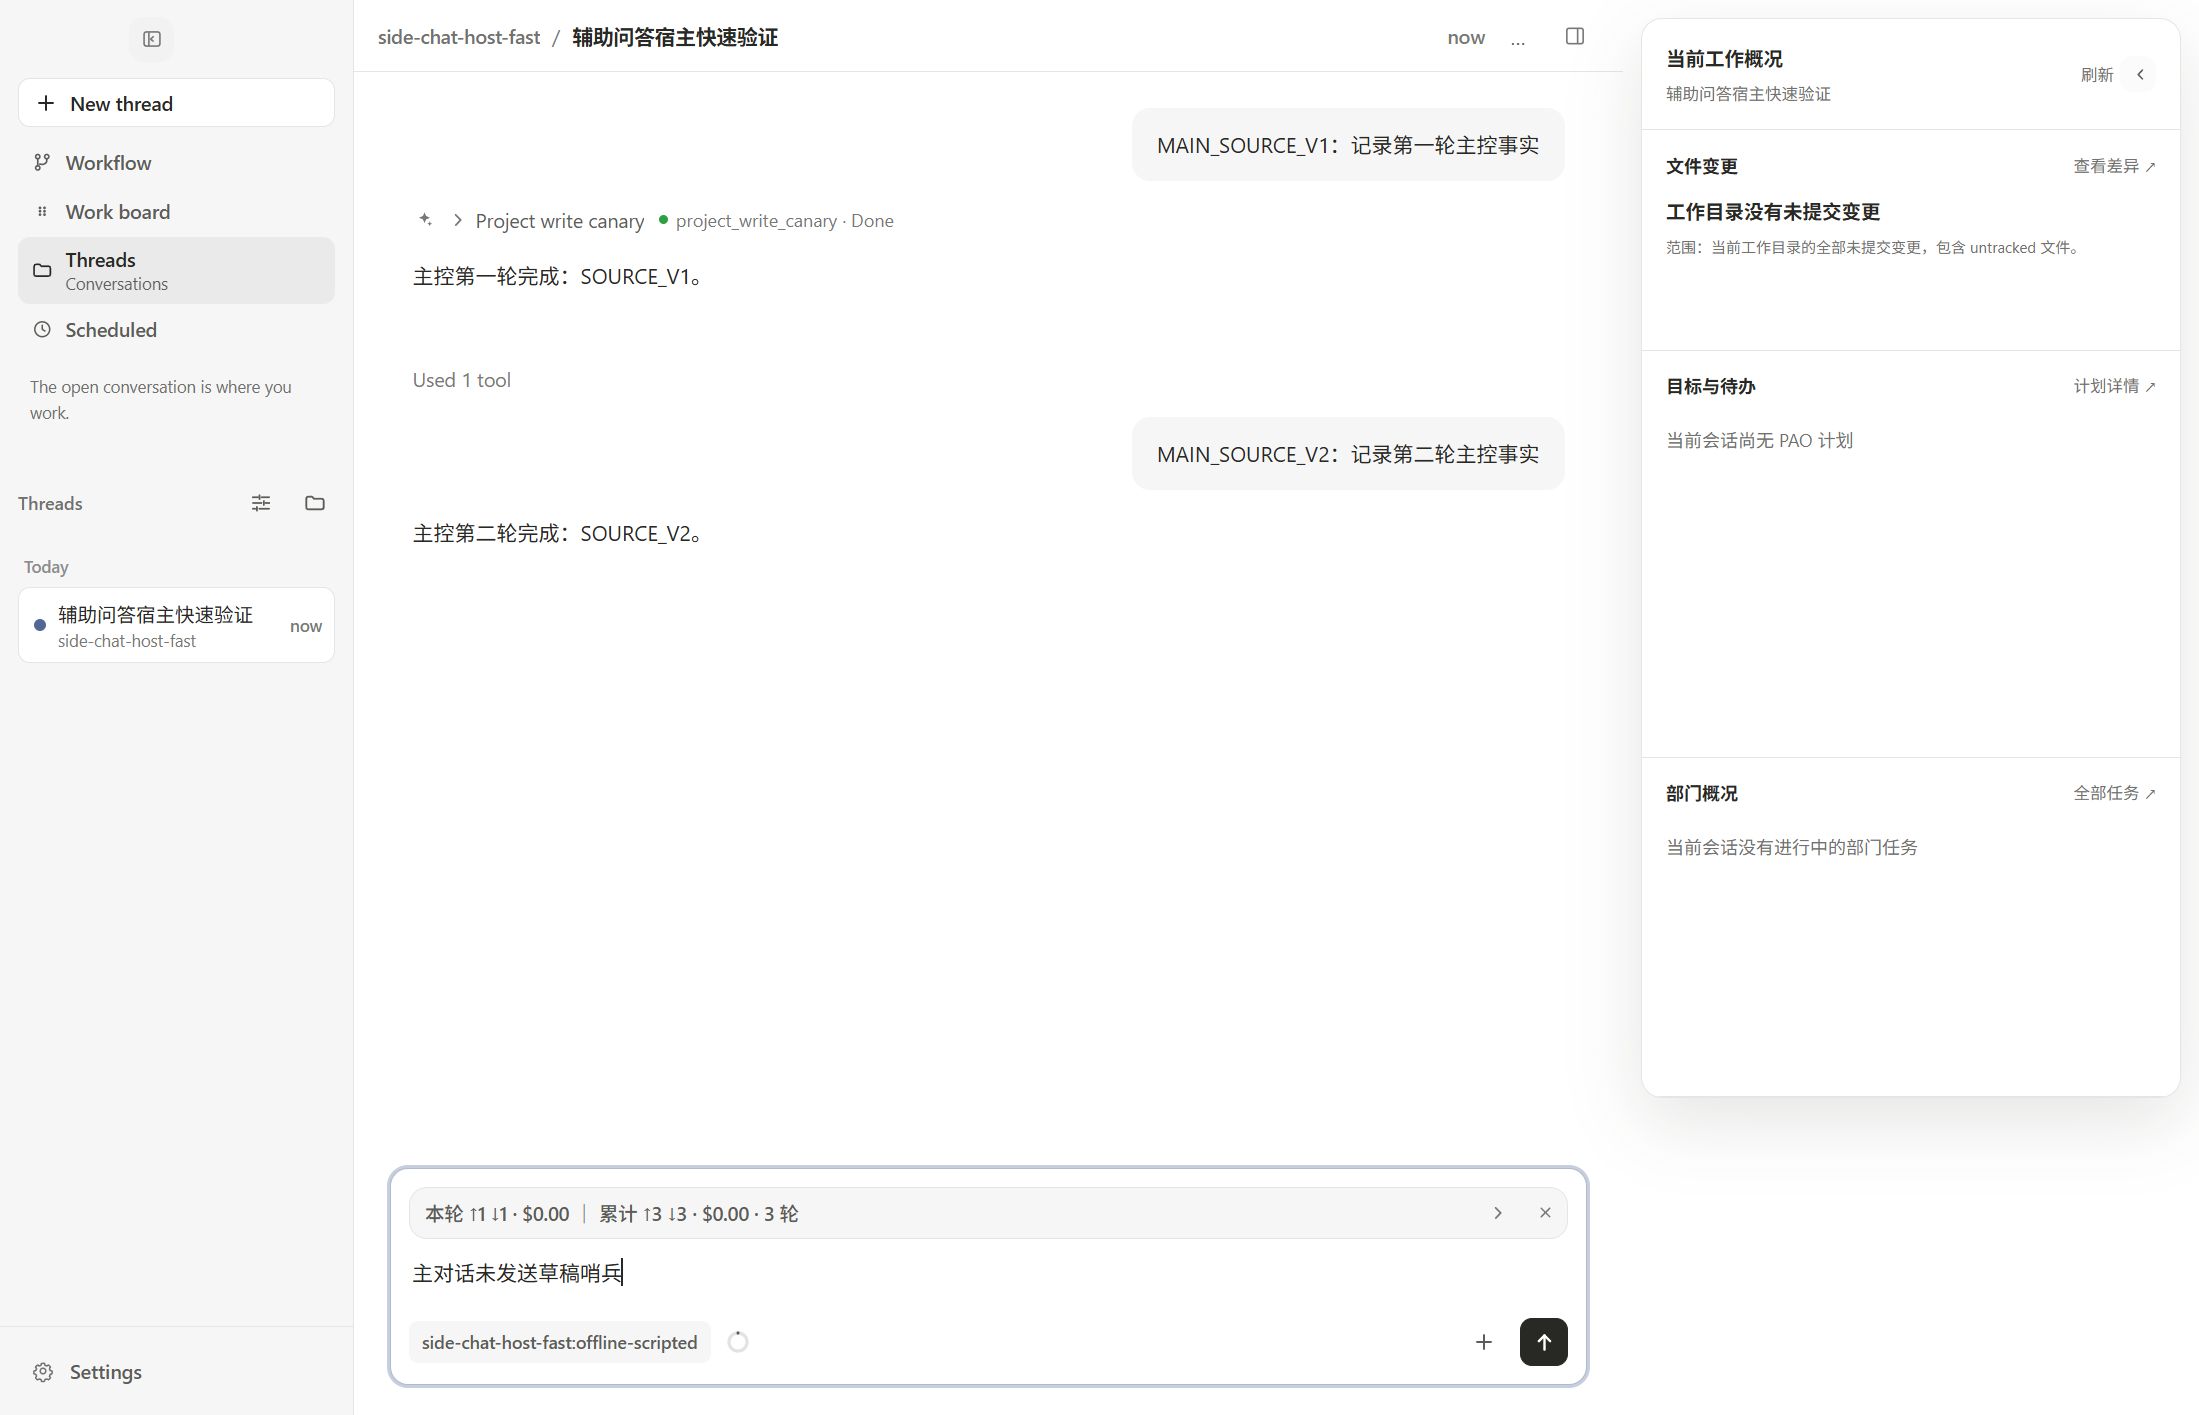 New thread
Workflow
Work board
Threads
Conversations
Scheduled
The open conversation is where you
work.
Threads
Today
辅助问答宿主快速验证
side-chat-host-fast
now
Settings
side-chat-host-fast / 辅助问答宿主快速验证
now
...
MAIN_SOURCE_V1：记录第一轮主控事实
Project write canary project_write_canary · Done
主控第一轮完成：SOURCE_V1。
Used 1 tool
MAIN_SOURCE_V2：记录第二轮主控事实
主控第二轮完成：SOURCE_V2。
本轮 ↑1 ↓1 · $0.00 | 累计 ↑3 ↓3 · $0.00 · 3 轮
主对话未发送草稿哨兵
side-chat-host-fast:offline-scripted
当前工作概况
刷新
辅助问答宿主快速验证
文件变更
查看差异 ↗
工作目录没有未提交变更
范围：当前工作目录的全部未提交变更，包含 untracked 文件。
目标与待办
计划详情 ↗
当前会话尚无 PAO 计划
部门概况
全部任务 ↗
当前会话没有进行中的部门任务